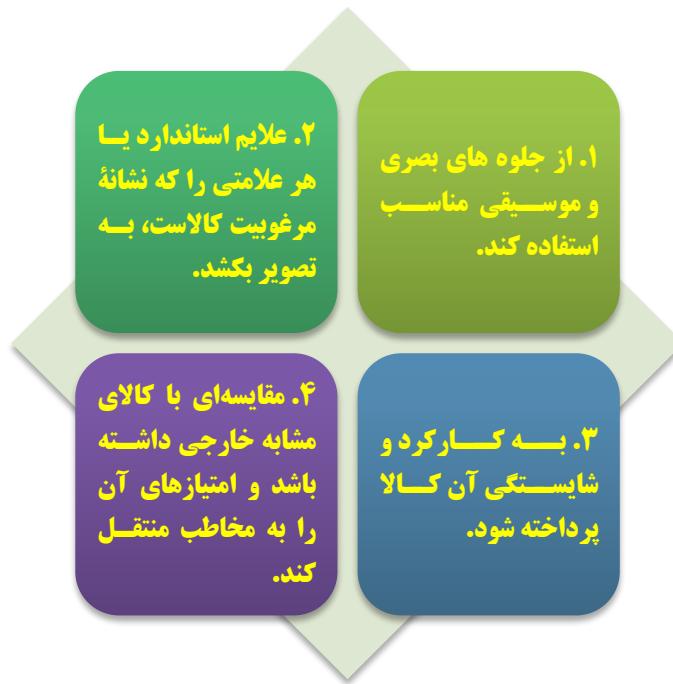 ۱. از جلوه های بصری
و موسیقی مناسب
استفاده کند.
۲. علایم استاندارد یا
هر علامتی را که نشانهٔ
مرغوبیت کالاست، به
تصویر بکشد.
۳. به کارکرد و
شایستگی آن کالا
پرداخته شود.
۴. مقایسه‌ای با کالای
مشابه خارجی داشته
باشد و امتیازهای آن
را به مخاطب منتقل
کند.